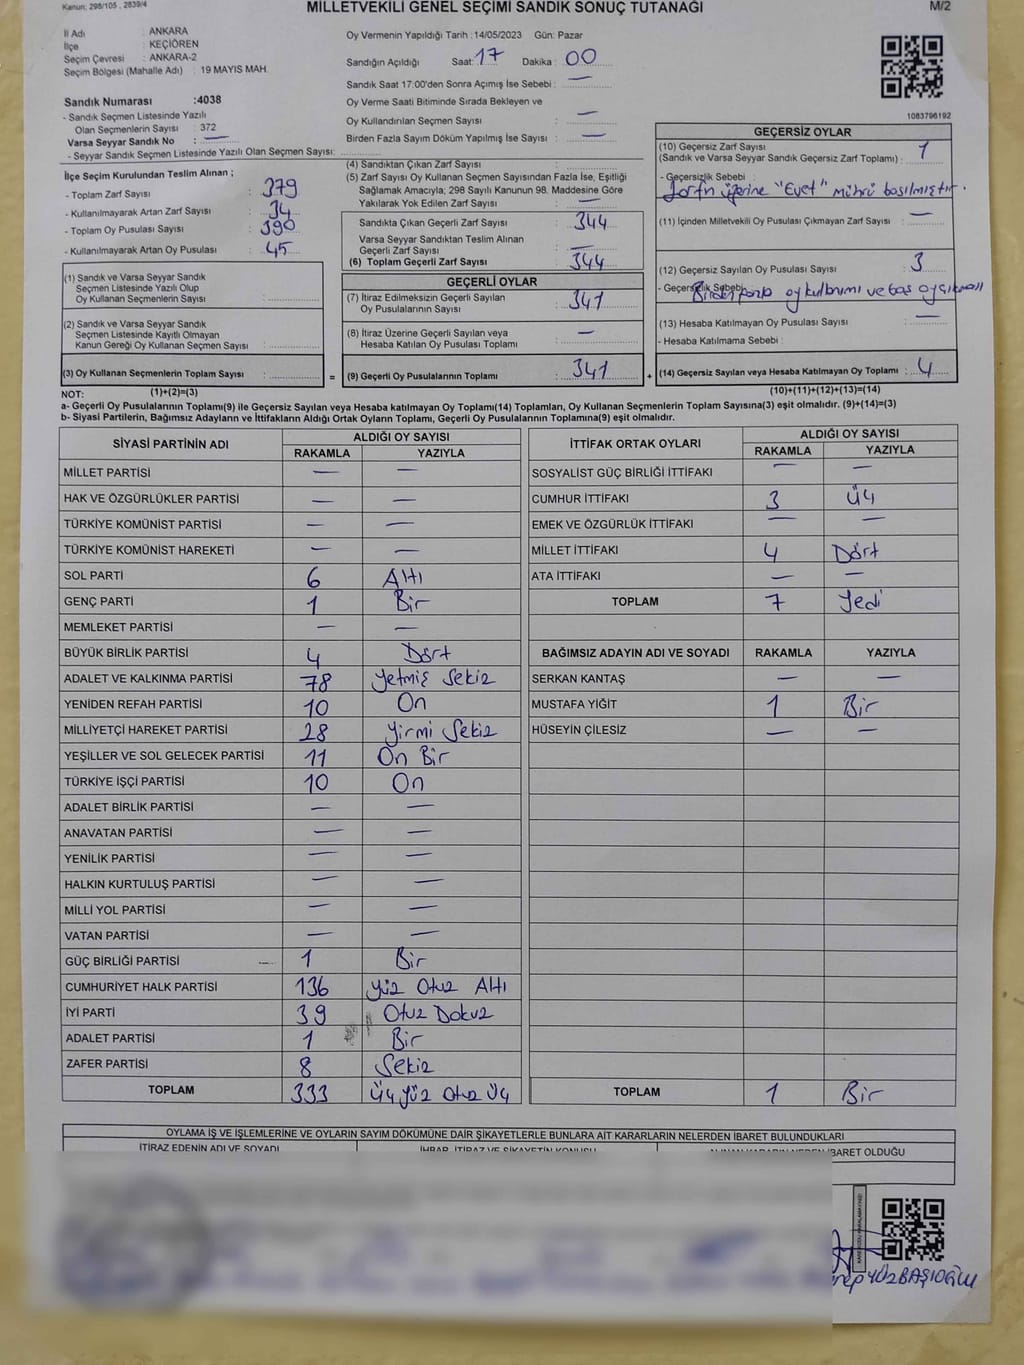 Kanun: 298/105 , 2839/4
MİLLETVEKİLİ GENEL SEÇİMİ SANDIK SONUÇ TUTANAĞI
M/2
İl Adı : ANKARA
İlçe : KEÇİÖREN
Seçim Çevresi : ANKARA-2
Seçim Bölgesi (Mahalle Adı) : 19 MAYIS MAH.
Sandık Numarası :4038
- Sandık Seçmen Listesinde Yazılı
Olan Seçmenlerin Sayısı : 372
Varsa Seyyar Sandık No : —
- Seyyar Sandık Seçmen Listesinde Yazılı Olan Seçmen Sayısı:
Oy Vermenin Yapıldığı Tarih :14/05/2023 Gün: Pazar
Sandığın Açıldığı Saat: 17 Dakika : 00
Sandık Saat 17:00'den Sonra Açımış İse Sebebi : —
Oy Verme Saati Bitiminde Sırada Bekleyen ve
Oy Kullandırılan Seçmen Sayısı : —
Birden Fazla Sayım Döküm Yapılmış İse Sayısı : —
1083796192
İlçe Seçim Kurulundan Teslim Alınan ;
- Toplam Zarf Sayısı : 379
- Kullanılmayarak Artan Zarf Sayısı : 34
- Toplam Oy Pusulası Sayısı : 390
- Kullanılmayarak Artan Oy Pusulası : 45
(1) Sandık ve Varsa Seyyar Sandık
Seçmen Listesinde Yazılı Olup
Oy Kullanan Seçmenlerin Sayısı :
(2) Sandık ve Varsa Seyyar Sandık
Seçmen Listesinde Kayıtlı Olmayan
Kanun Gereği Oy Kullanan Seçmen Sayısı :
(3) Oy Kullanan Seçmenlerin Toplam Sayısı : =
(4) Sandıktan Çıkan Zarf Sayısı :
(5) Zarf Sayısı Oy Kullanan Seçmen Sayısından Fazla İse, Eşitliği
Sağlamak Amacıyla; 298 Sayılı Kanunun 98. Maddesine Göre
Yakılarak Yok Edilen Zarf Sayısı : —
Sandıkta Çıkan Geçerli Zarf Sayısı : 344
Varsa Seyyar Sandıktan Teslim Alınan
Geçerli Zarf Sayısı : —
(6) Toplam Geçerli Zarf Sayısı : 344
GEÇERLİ OYLAR
(7) İtiraz Edilmeksizin Geçerli Sayılan
Oy Pusulalarının Sayısı : 341
(8) İtiraz Üzerine Geçerli Sayılan veya
Hesaba Katılan Oy Pusulası Toplamı : —
(9) Geçerli Oy Pusulalarının Toplamı : 341 +
GEÇERSİZ OYLAR
(10) Geçersiz Zarf Sayısı
(Sandık ve Varsa Seyyar Sandık Geçersiz Zarf Toplamı) : 1
- Geçersizlik Sebebi
Zarfın üzerine "Evet" mührü basılmıştır.
(11) İçinden Milletvekili Oy Pusulası Çıkmayan Zarf Sayısı : —
(12) Geçersiz Sayılan Oy Pusulası Sayısı : 3
- Geçersizlik Sebebi
Birden fazla oy kullanımı ve boş oy çıkması
(13) Hesaba Katılmayan Oy Pusulası Sayısı : —
- Hesaba Katılmama Sebebi :
(14) Geçersiz Sayılan veya Hesaba Katılmayan Oy Toplamı : 4
NOT: (1)+(2)=(3) (10)+(11)+(12)+(13)=(14)
a- Geçerli Oy Pusulalarının Toplamı(9) ile Geçersiz Sayılan veya Hesaba katılmayan Oy Toplamı(14) Toplamları, Oy Kullanan Seçmenlerin Toplam Sayısına(3) eşit olmalıdır. (9)+(14)=(3)
b- Siyasi Partilerin, Bağımsız Adayların ve İttifakların Aldığı Ortak Oyların Toplamı, Geçerli Oy Pusulalarının Toplamına(9) eşit olmalıdır.
SİYASİ PARTİNİN ADI ALDIĞI OY SAYISI
RAKAMLA YAZIYLA
MİLLET PARTİSİ — —
HAK VE ÖZGÜRLÜKLER PARTİSİ — —
TÜRKİYE KOMÜNİST PARTİSİ — —
TÜRKİYE KOMÜNİST HAREKETİ — —
SOL PARTİ 6 Altı
GENÇ PARTİ 1 Bir
MEMLEKET PARTİSİ — —
BÜYÜK BİRLİK PARTİSİ 4 Dört
ADALET VE KALKINMA PARTİSİ 78 Yetmiş Sekiz
YENİDEN REFAH PARTİSİ 10 On
MİLLİYETÇİ HAREKET PARTİSİ 28 Yirmi Sekiz
YEŞİLLER VE SOL GELECEK PARTİSİ 11 On Bir
TÜRKİYE İŞÇİ PARTİSİ 10 On
ADALET BİRLİK PARTİSİ — —
ANAVATAN PARTİSİ — —
YENİLİK PARTİSİ — —
HALKIN KURTULUŞ PARTİSİ — —
MİLLİ YOL PARTİSİ — —
VATAN PARTİSİ — —
GÜÇ BİRLİĞİ PARTİSİ 1 Bir
CUMHURİYET HALK PARTİSİ 136 Yüz Otuz Altı
İYİ PARTİ 39 Otuz Dokuz
ADALET PARTİSİ 1 Bir
ZAFER PARTİSİ 8 Sekiz
TOPLAM 333 Üç Yüz Otuz Üç
İTTİFAK ORTAK OYLARI ALDIĞI OY SAYISI
RAKAMLA YAZIYLA
SOSYALİST GÜÇ BİRLİĞİ İTTİFAKI — —
CUMHUR İTTİFAKI 3 Üç
EMEK VE ÖZGÜRLÜK İTTİFAKI — —
MİLLET İTTİFAKI 4 Dört
ATA İTTİFAKI — —
TOPLAM 7 Yedi
BAĞIMSIZ ADAYIN ADI VE SOYADI RAKAMLA YAZIYLA
SERKAN KANTAŞ — —
MUSTAFA YİĞİT 1 Bir
HÜSEYİN ÇİLESİZ — —
TOPLAM 1 Bir
OYLAMA İŞ VE İŞLEMLERİNE VE OYLARIN SAYIM DÖKÜMÜNE DAİR ŞİKAYETLERLE BUNLARA AİT KARARLARIN NELERDEN İBARET BULUNDUKLARI
İTİRAZ EDENİN ADI VE SOYADI İHBAR, İTİRAZ VE ŞİKAYETİN KONUSU İBARET OLDUĞU
YÜZBAŞIOĞLU